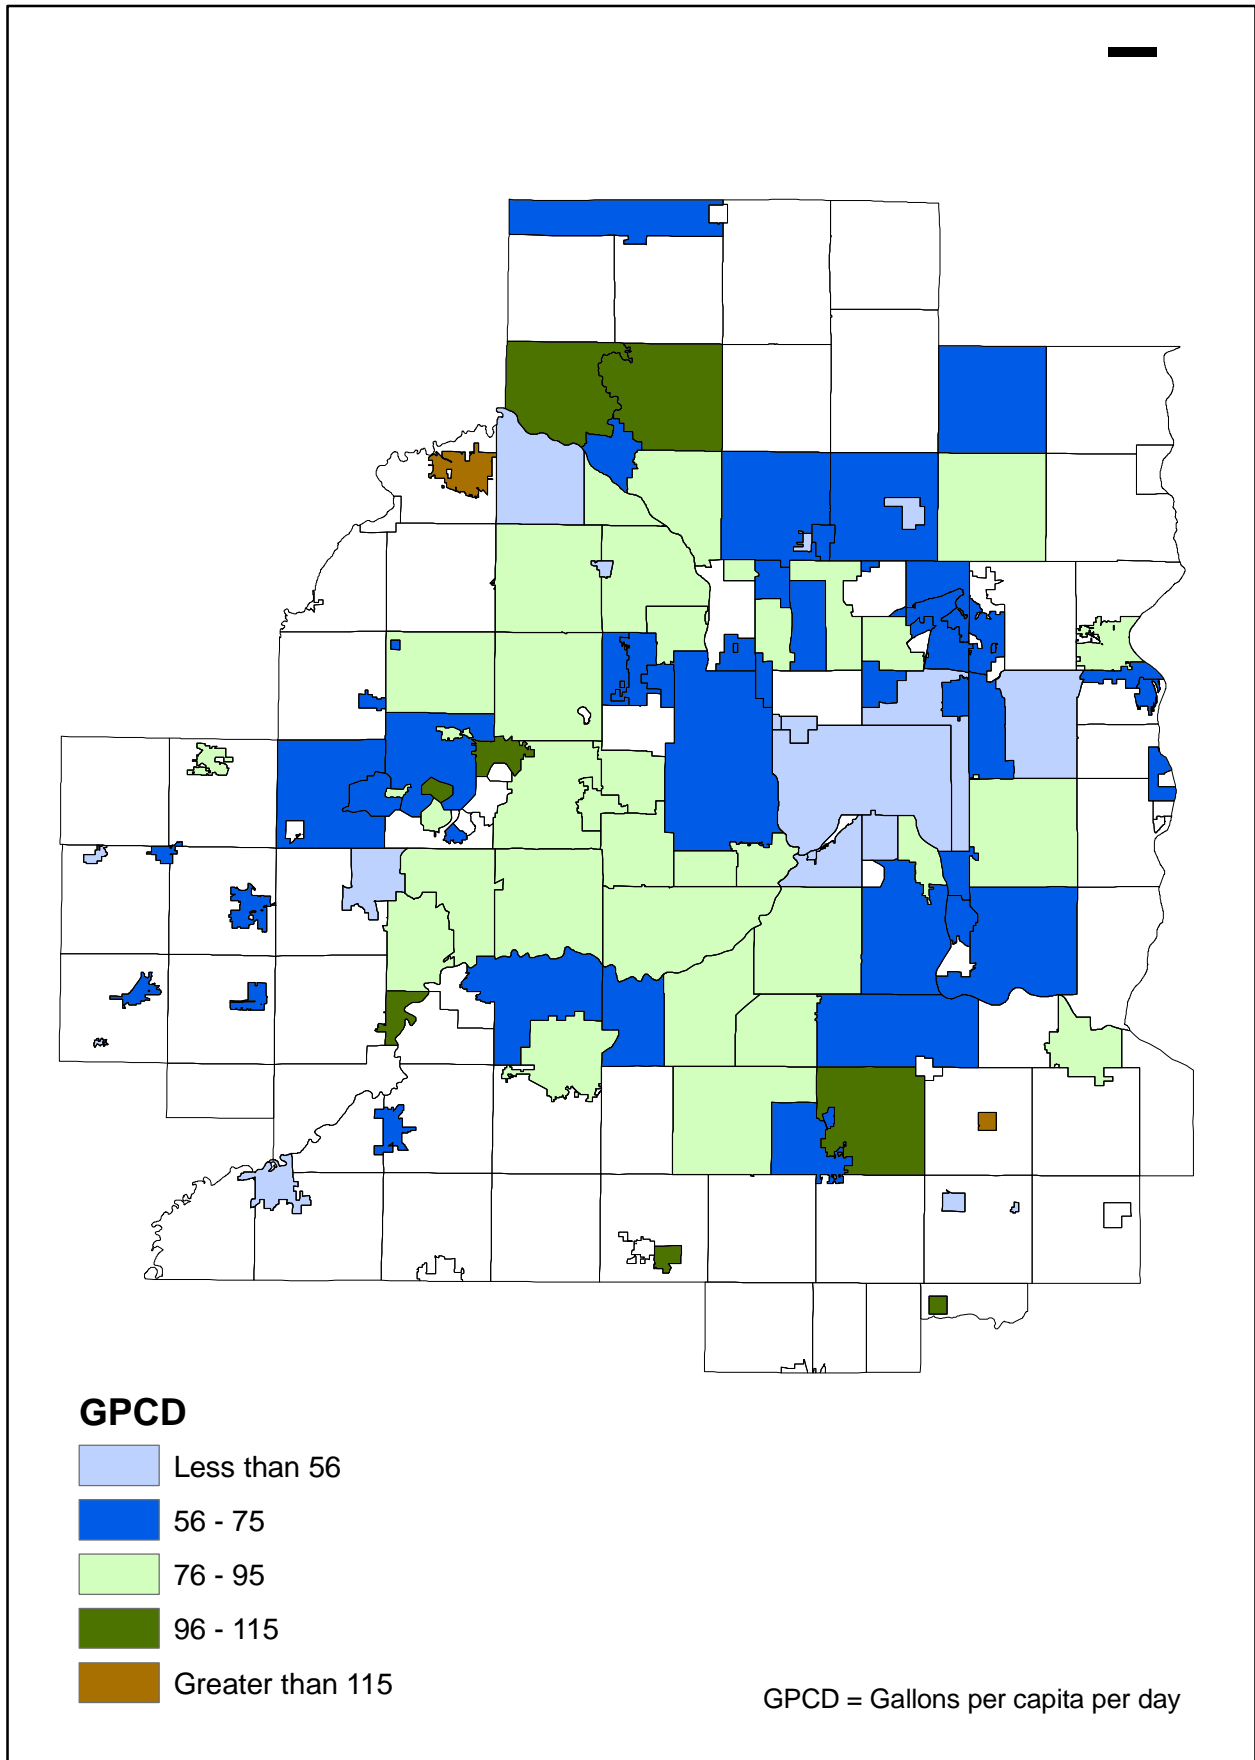 GPCD
Less than 56
56 - 75
76 - 95
96 - 115
Greater than 115
GPCD = Gallons per capita per day